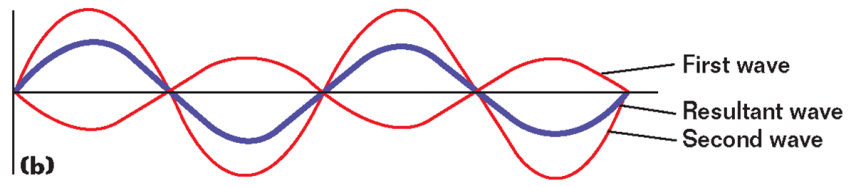 First wave
Resultant wave
Second wave
(b)